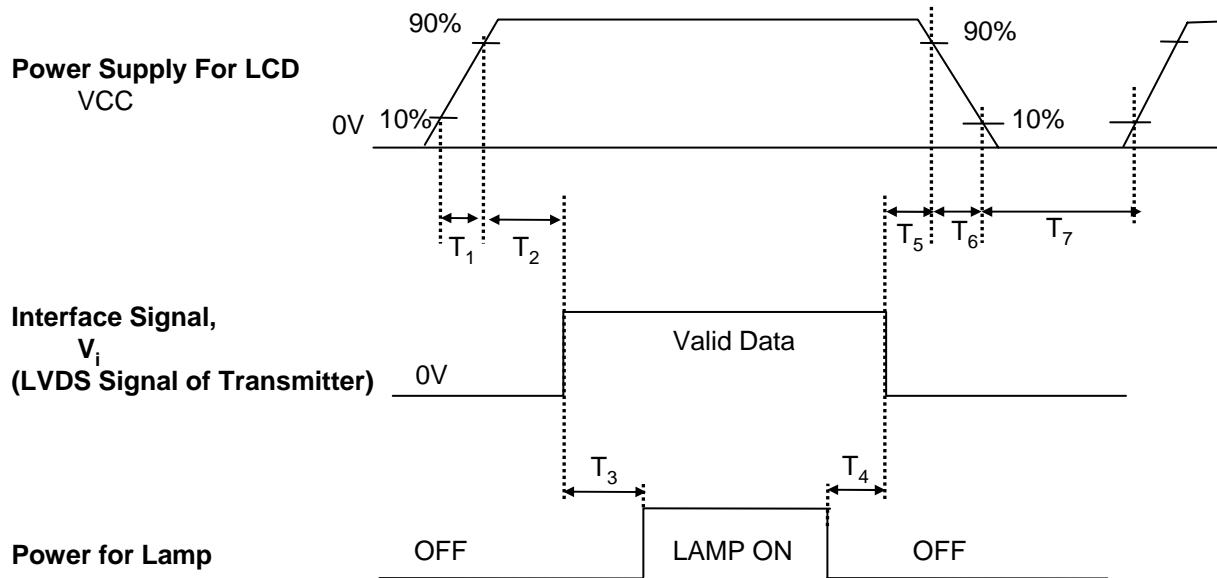 90%
90%
Power Supply For LCD
VCC
0V
10%
10%
T1
T2
T5
T6
T7
Interface Signal,
Vi
(LVDS Signal of Transmitter)
Valid Data
0V
T3
T4
Power for Lamp
OFF
LAMP ON
OFF